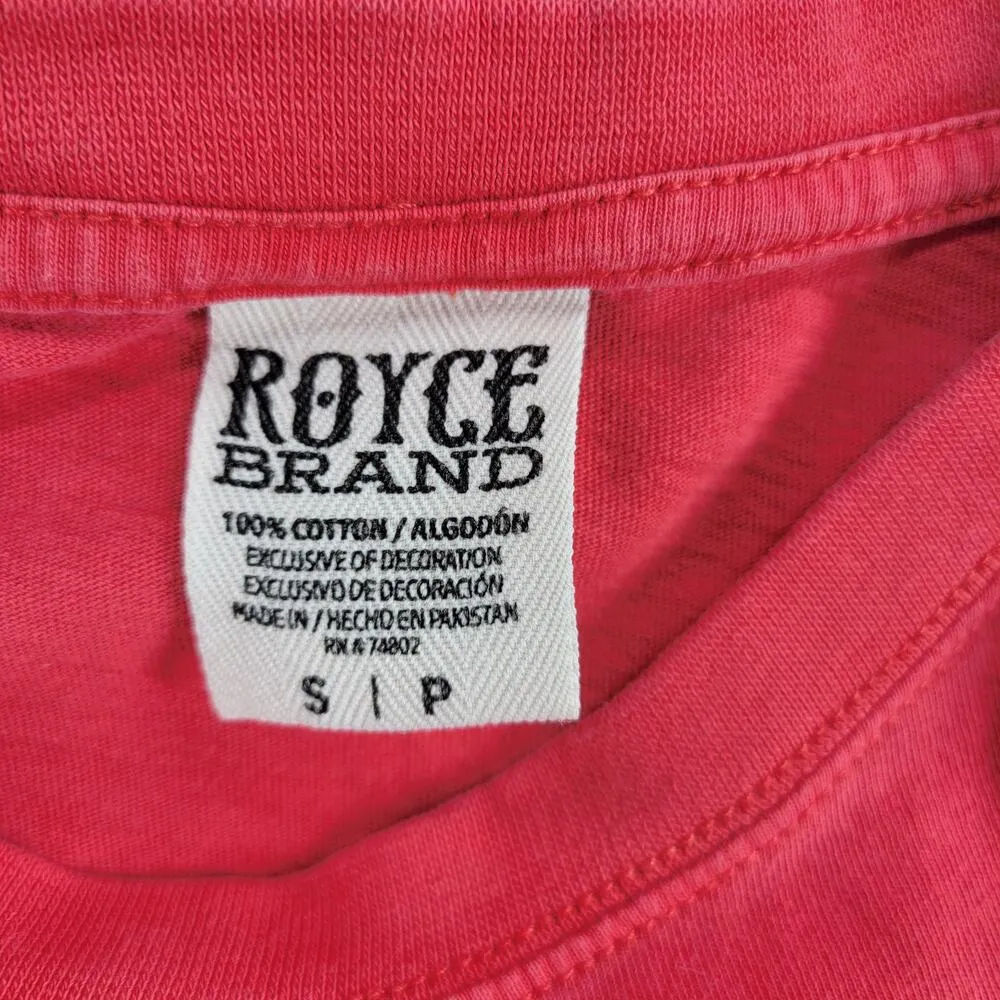 ROYCE
BRAND
100% COTTON / ALGODÓN
EXCLUSIVE OF DECORATION
EXCLUSIVO DE DECORACIÓN
MADE IN / HECHO EN PAKISTAN
RN # 74802
S | P